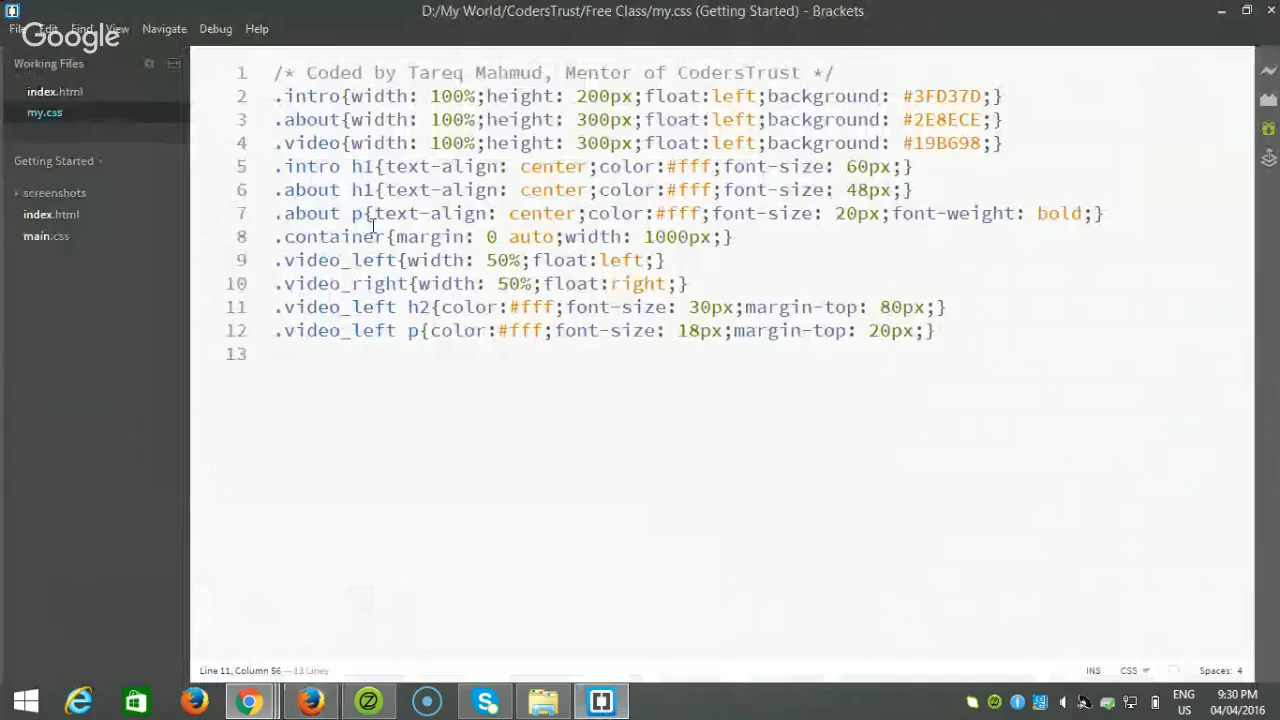 D:/My World/CodersTrust/Free Class/my.css (Getting Started) - Brackets
File Edit Find View Navigate Debug Help
Google
Working Files
index.html
my.css
Getting Started
screenshots
index.html
main.css
1 /* Coded by Tareq Mahmud, Mentor of CodersTrust */
2 .intro{width: 100%;height: 200px;float:left;background: #3FD37D;}
3 .about{width: 100%;height: 300px;float:left;background: #2E8ECE;}
4 .video{width: 100%;height: 300px;float:left;background: #19B698;}
5 .intro h1{text-align: center;color:#fff;font-size: 60px;}
6 .about h1{text-align: center;color:#fff;font-size: 48px;}
7 .about p{text-align: center;color:#fff;font-size: 20px;font-weight: bold;}
8 .container{margin: 0 auto;width: 1000px;}
9 .video_left{width: 50%;float:left;}
10 .video_right{width: 50%;float:right;}
11 .video_left h2{color:#fff;font-size: 30px;margin-top: 80px;}
12 .video_left p{color:#fff;font-size: 18px;margin-top: 20px;}
13
Line 11, Column 56 — 13 Lines
INS CSS Spaces: 4
ENG 9:30 PM
US 04/04/2016